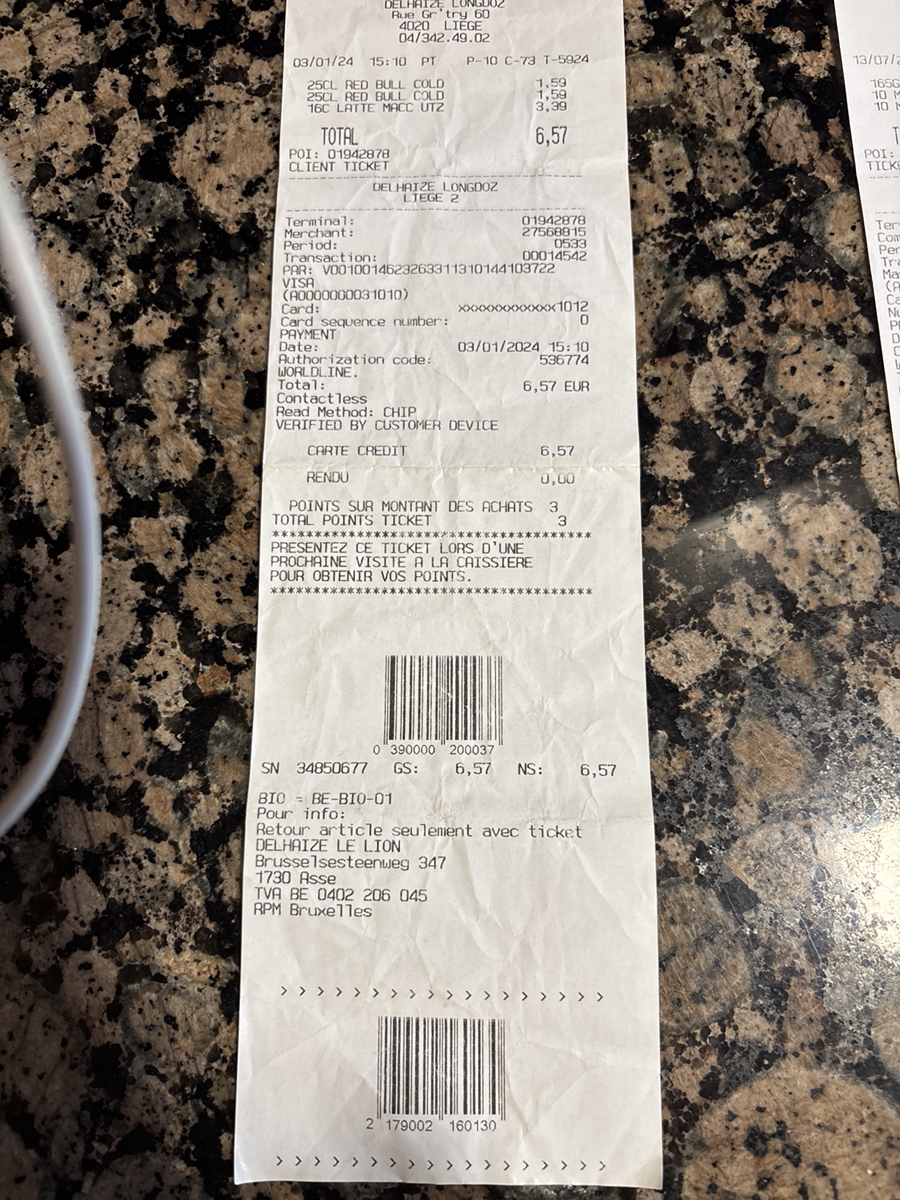 DELHAIZE LONGDOZ
Rue Gr'try 60
4020 LIEGE
04/342.49.02
03/01/24 15:10 PT P-10 C-73 T-5924
25CL RED BULL COLD 1,59
25CL RED BULL COLD 1,59
16C LATTE MACC UTZ 3,39
TOTAL 6,57
POI: 01942878
CLIENT TICKET
DELHAIZE LONGDOZ
LIEGE 2
Terminal: 01942878
Merchant: 27568815
Period: 0533
Transaction: 00014542
PAR: V0010014623263311310144103722
VISA
(A0000000031010)
Card: xxxxxxxxxxxx1012
Card sequence number: 0
PAYMENT
Date: 03/01/2024 15:10
Authorization code: 536774
WORLDLINE.
Total: 6,57 EUR
Contactless
Read Method: CHIP
VERIFIED BY CUSTOMER DEVICE
CARTE CREDIT 6,57
RENDU 0,00
POINTS SUR MONTANT DES ACHATS 3
TOTAL POINTS TICKET 3
*************************************
PRESENTEZ CE TICKET LORS D'UNE
PROCHAINE VISITE A LA CAISSIERE
POUR OBTENIR VOS POINTS.
*************************************
0 390000 200037
SN 34850677 GS: 6,57 NS: 6,57
BIO = BE-BIO-01
Pour info:
Retour article seulement avec ticket
DELHAIZE LE LION
Brusselsesteenweg 347
1730 Asse
TVA BE 0402 206 045
RPM Bruxelles
> > > > > > > > > > > > > > > > > >
2 179002 160130
> > > > > > > > > > > > > > > > > >
13/07/2
165G
10 M
10
POI:
TICK